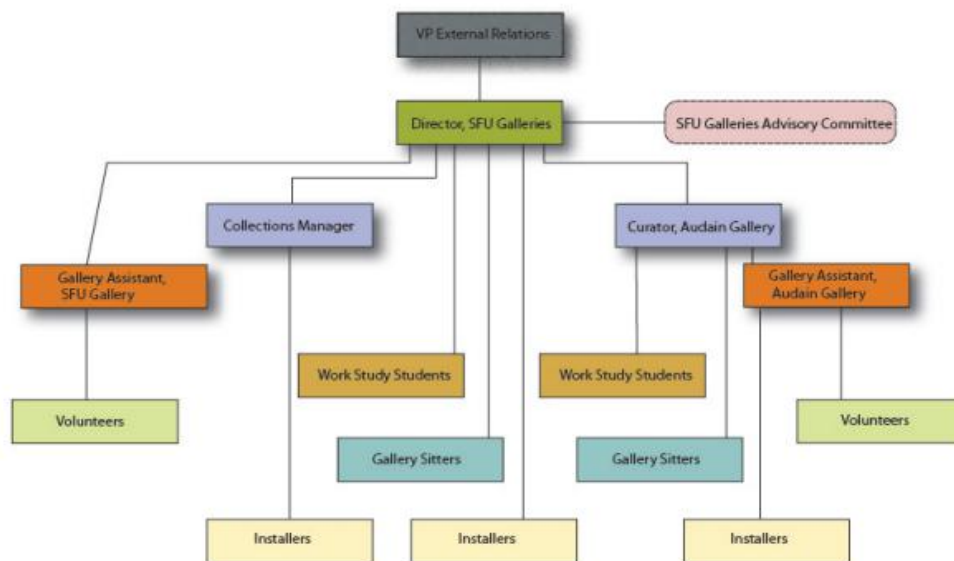 VP External Relations
Director, SFU Galleries
SFU Galleries Advisory Committee
Collections Manager
Curator, Audain Gallery
Gallery Assistant,
SFU Gallery
Gallery Assistant,
Audain Gallery
Work Study Students
Work Study Students
Volunteers
Volunteers
Gallery Sitters
Gallery Sitters
Installers
Installers
Installers